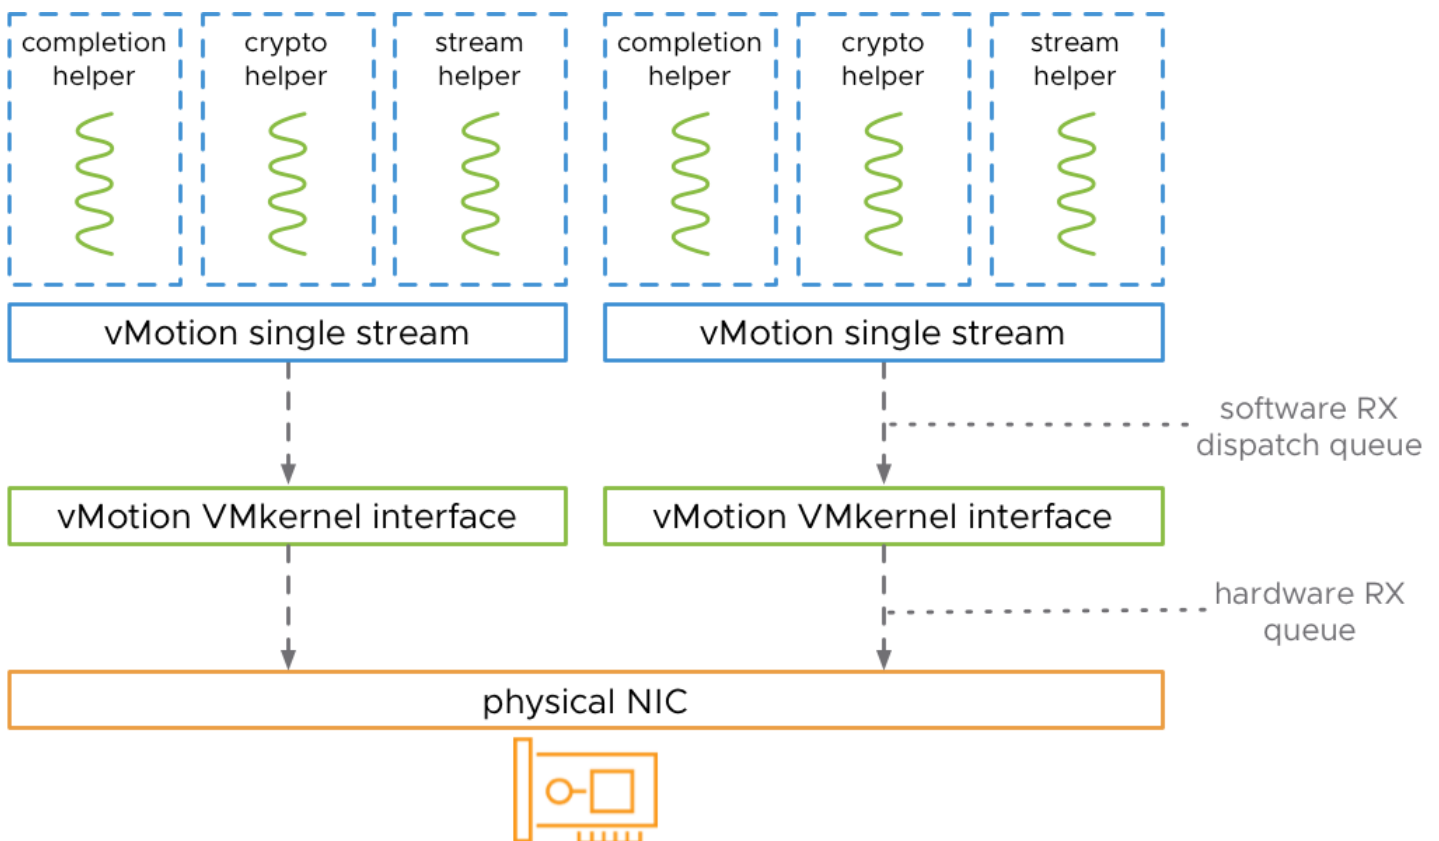 completion
helper
crypto
helper
stream
helper
completion
helper
crypto
helper
stream
helper
vMotion single stream
vMotion single stream
software RX
dispatch queue
vMotion VMkernel interface
vMotion VMkernel interface
hardware RX
queue
physical NIC